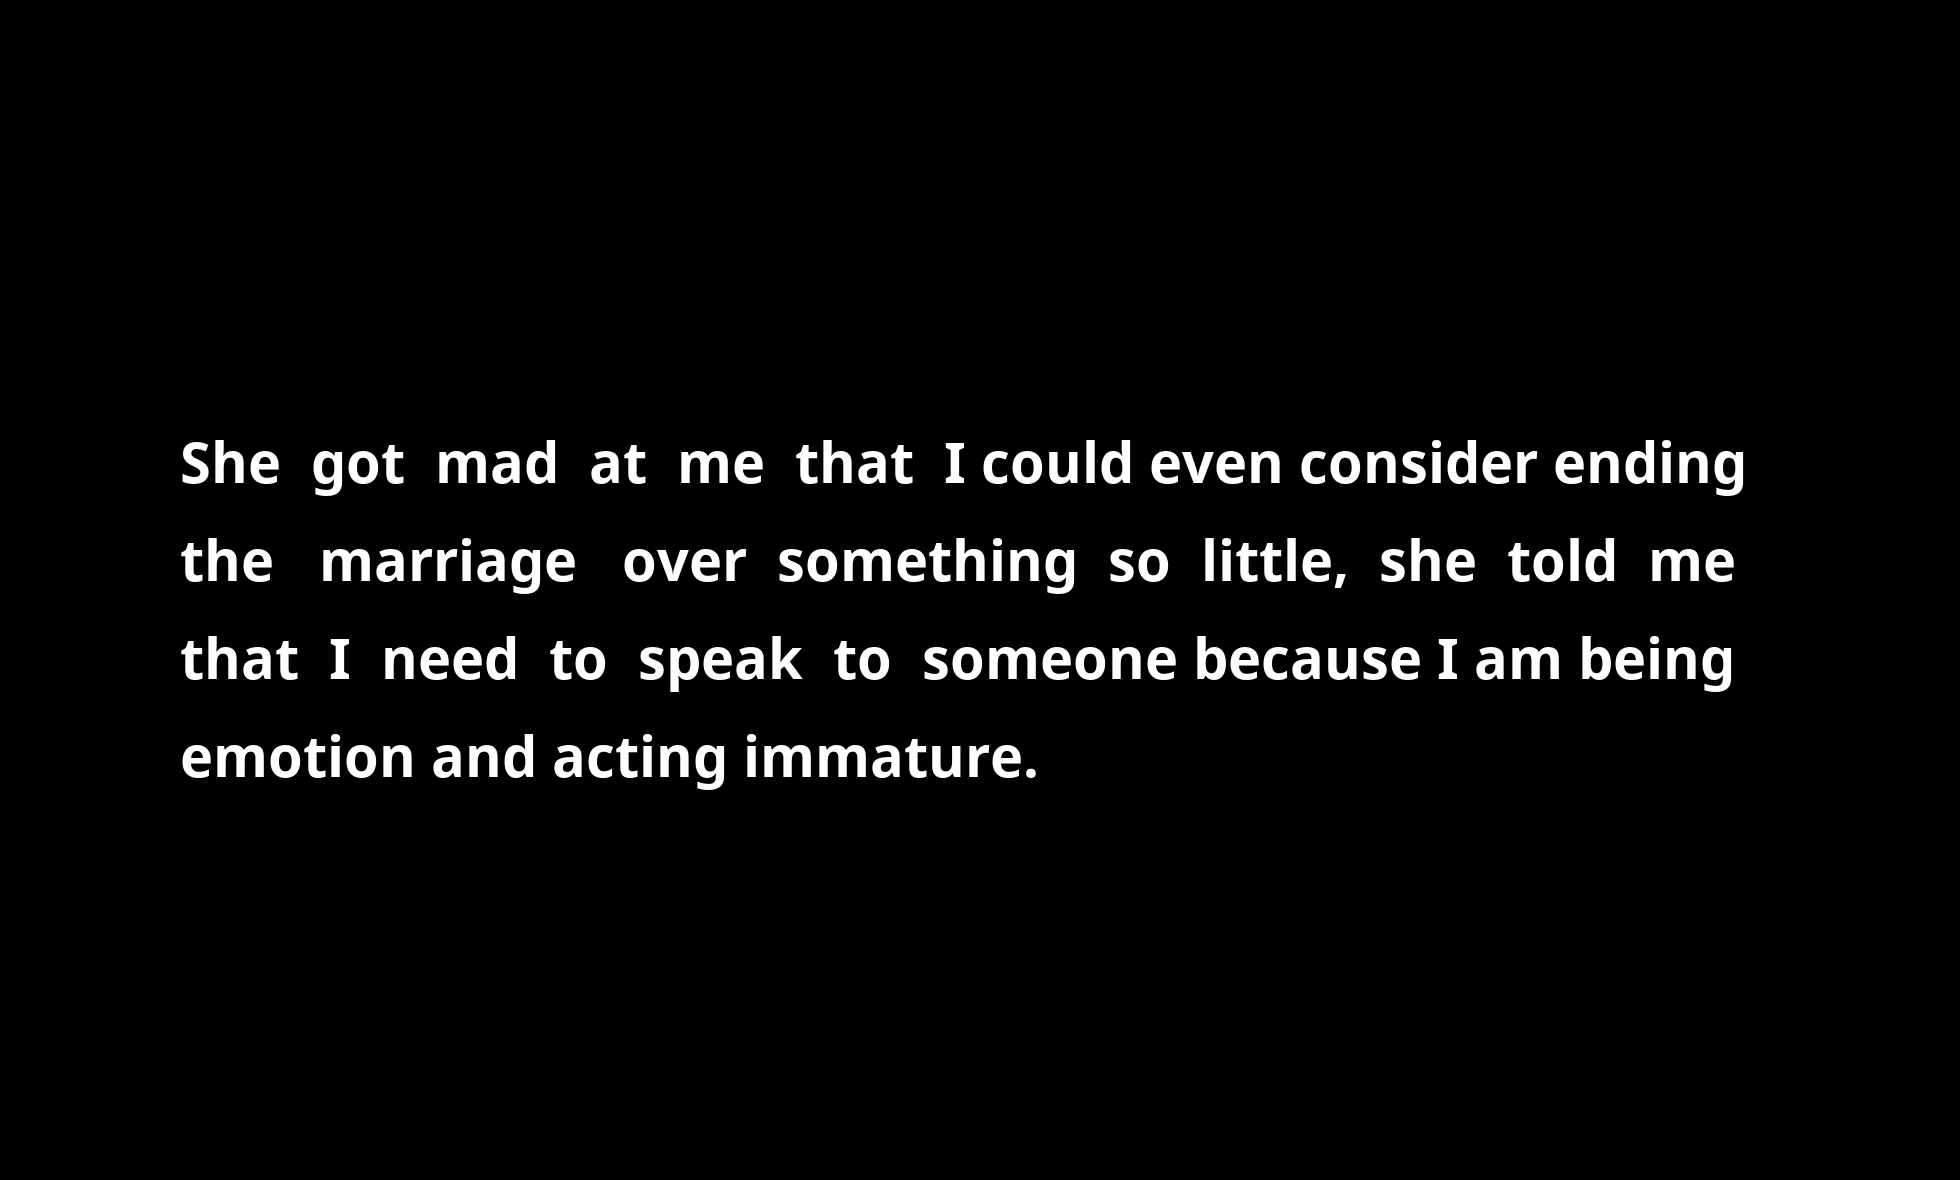 She got mad at me that I could even consider ending
the marriage over something so little, she told me
that I need to speak to someone because I am being
emotion and acting immature.